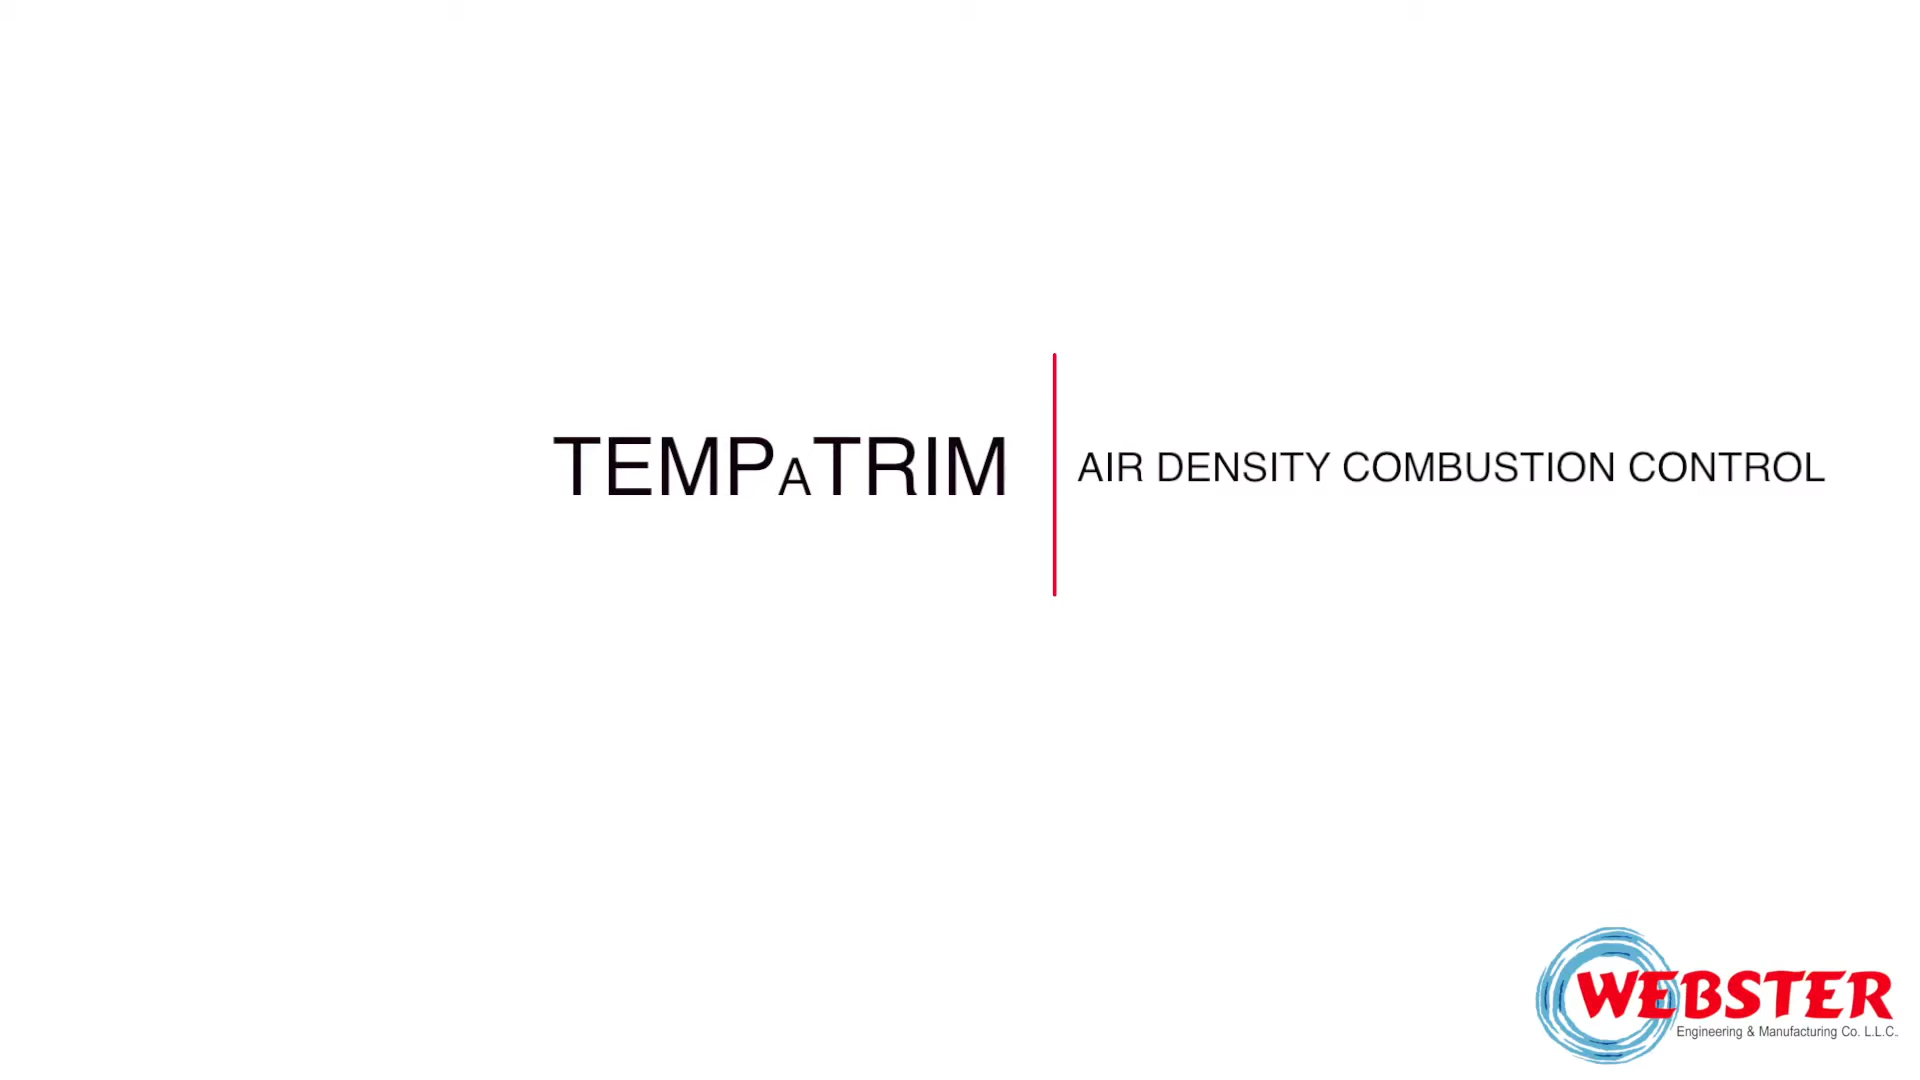 TEMPATRIM
AIR DENSITY COMBUSTION CONTROL
WEBSTER
Engineering & Manufacturing Co. L.L.C.